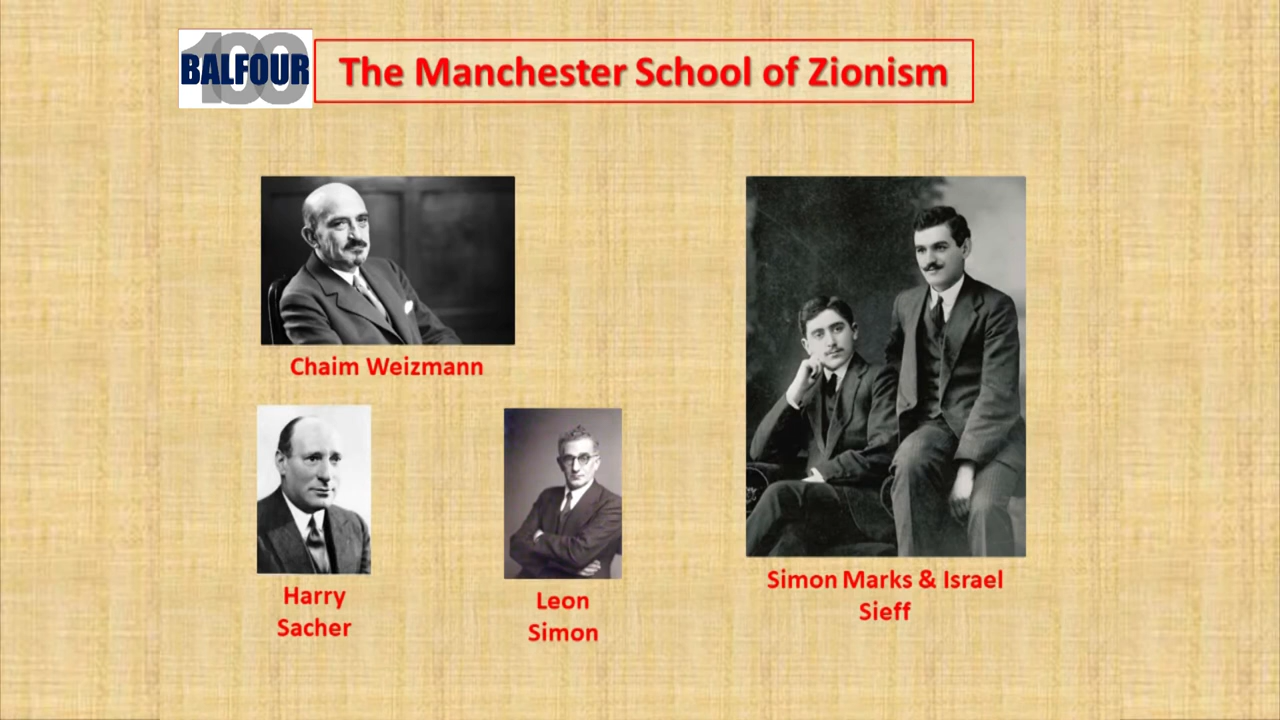 BALFOUR
100
The Manchester School of Zionism
Chaim Weizmann
Harry
Sacher
Leon
Simon
Simon Marks & Israel
Sieff